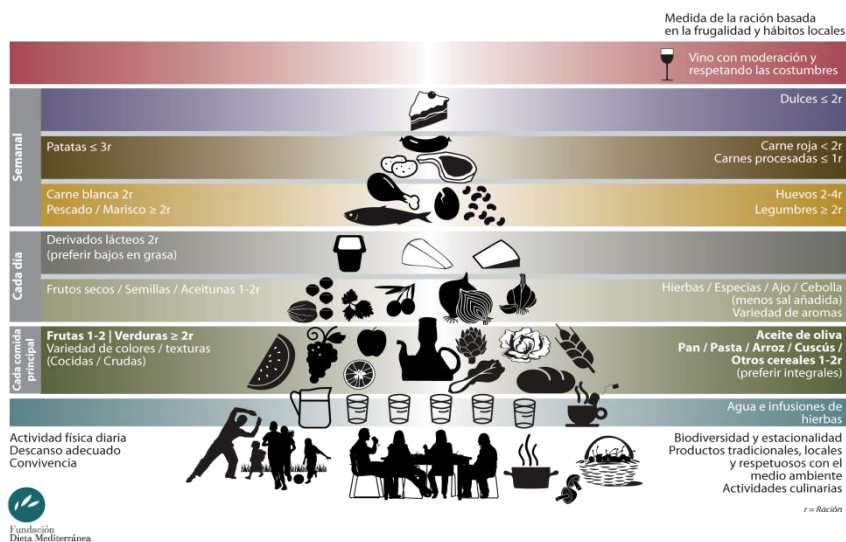 Medida de la ración basada
en la frugalidad y hábitos locales
Vino con moderación y
respetando las costumbres
Semanal
Dulces ≤ 2r
Patatas ≤ 3r
Carne roja < 2r
Carnes procesadas ≤ 1r
Carne blanca 2r
Pescado / Marisco ≥ 2r
Huevos 2-4r
Legumbres ≥ 2r
Cada día
Derivados lácteos 2r
(preferir bajos en grasa)
Frutos secos / Semillas / Aceitunas 1-2r
Hierbas / Especias / Ajo / Cebolla
(menos sal añadida)
Variedad de aromas
Cada comida
principal
Frutas 1-2 | Verduras ≥ 2r
Variedad de colores / texturas
(Cocidas / Crudas)
Aceite de oliva
Pan / Pasta / Arroz / Cuscús /
Otros cereales 1-2r
(preferir integrales)
Agua e infusiones de
hierbas
Actividad física diaria
Descanso adecuado
Convivencia
Biodiversidad y estacionalidad
Productos tradicionales, locales
y respetuosos con el
medio ambiente
Actividades culinarias
r = Ración
Fundación
Dieta Mediterránea